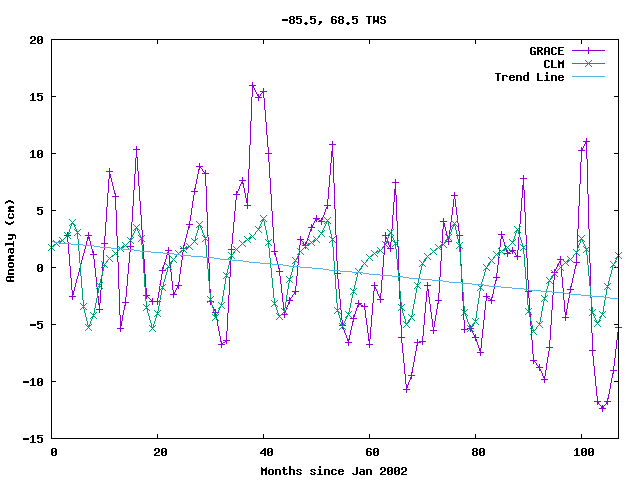 -85.5, 68.5 TWS
GRACE
CLM
Trend Line
20
15
10
5
0
-5
-10
-15
Anomaly (cm)
0 20 40 60 80 100
Months since Jan 2002